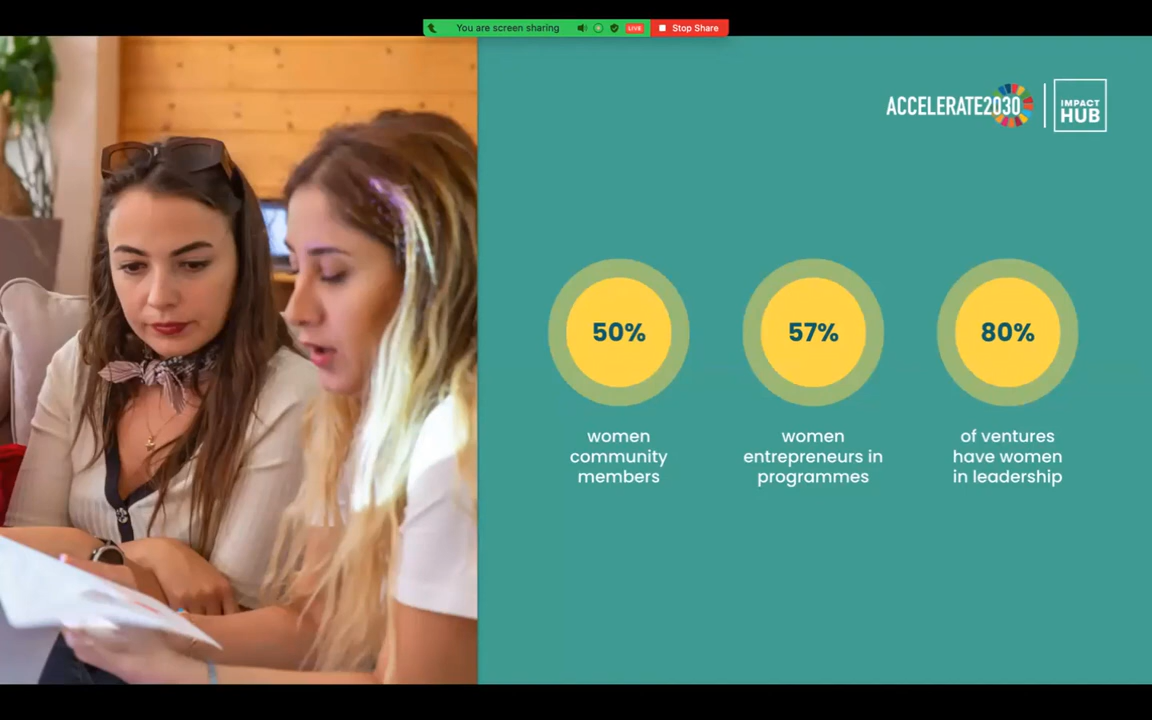 You are screen sharing
LIVE
Stop Share
ACCELERATE2030
IMPACT
HUB
50%
women
community
members
57%
women
entrepreneurs in
programmes
80%
of ventures
have women
in leadership